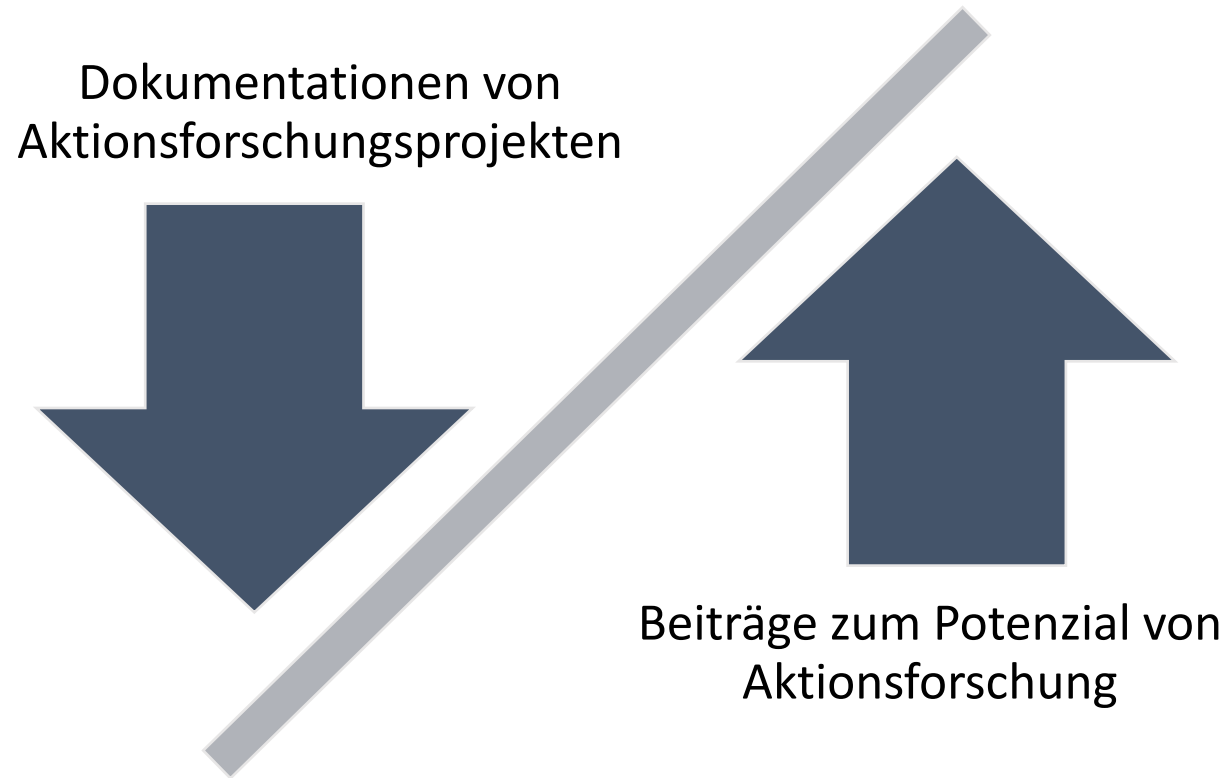 Dokumentationen von
Aktionsforschungsprojekten
Beiträge zum Potenzial von
Aktionsforschung